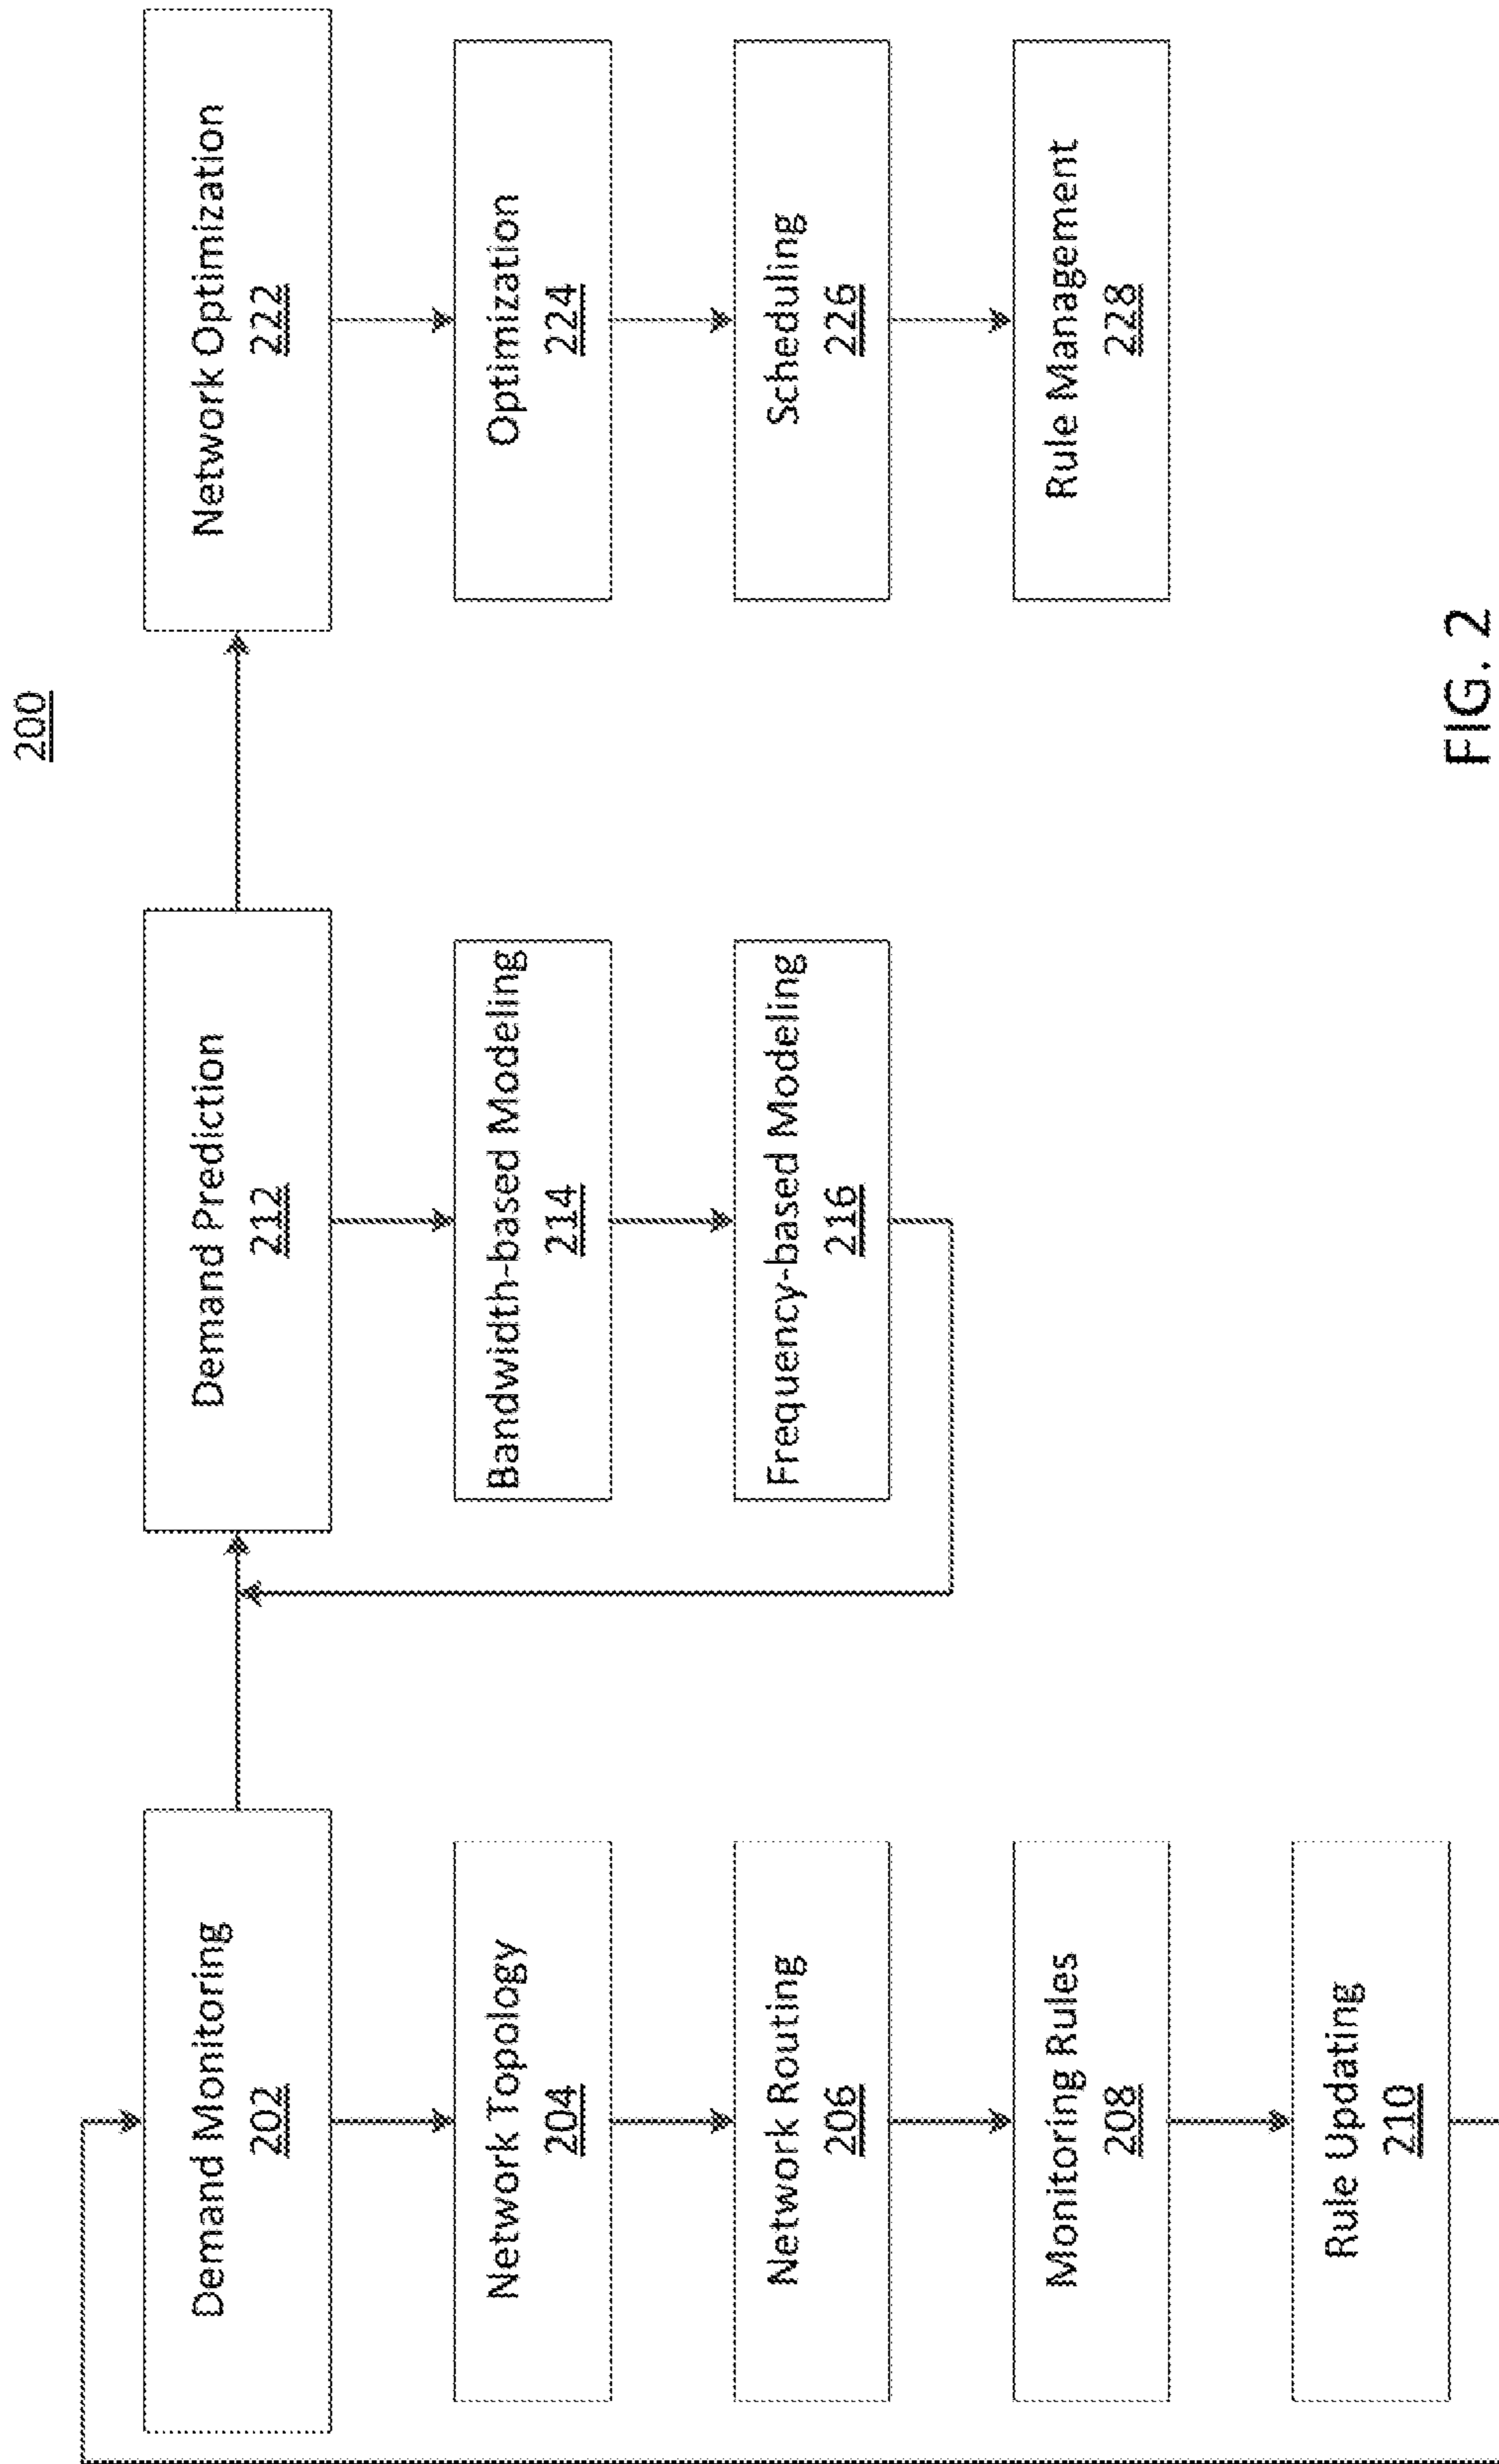 200
Demand Monitoring
202
Network Topology
204
Network Routing
206
Monitoring Rules
208
Rule Updating
210
Demand Prediction
212
Bandwidth-based Modeling
214
Frequency-based Modeling
216
Network Optimization
222
Optimization
224
Scheduling
226
Rule Management
228
FIG. 2